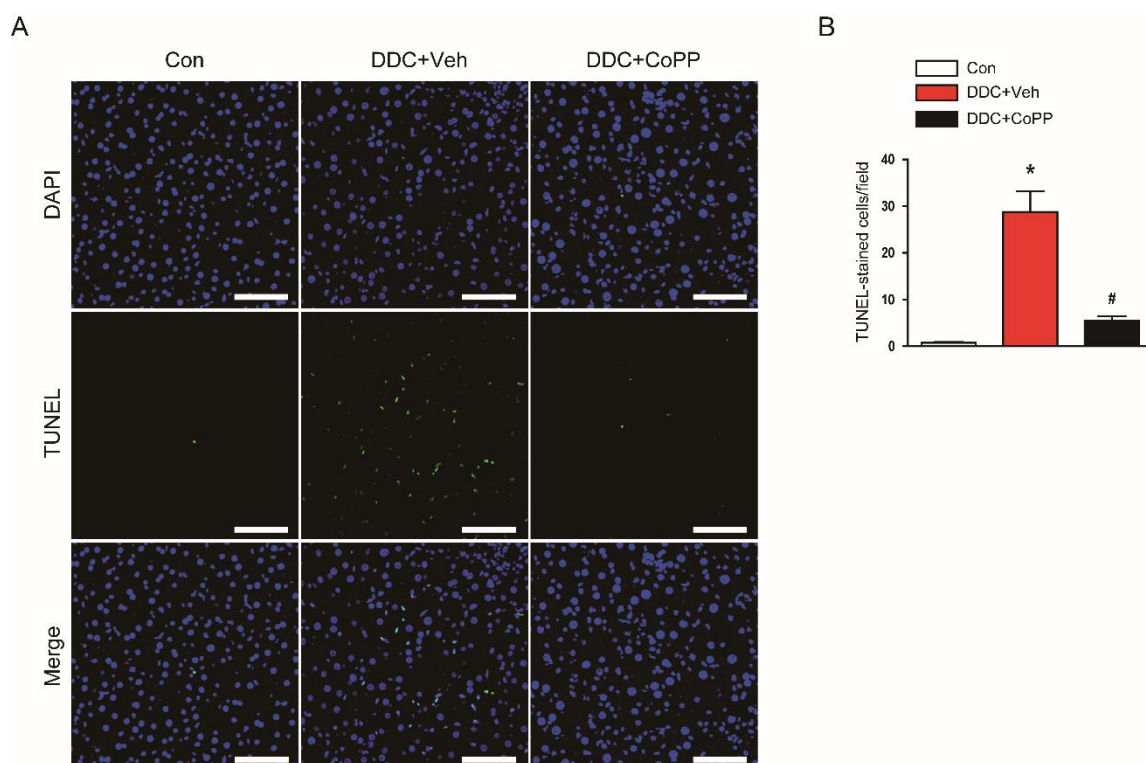 A
Con DDC+Veh DDC+CoPP
DAPI
TUNEL
Merge
B
Con
DDC+Veh
DDC+CoPP
TUNEL-stained cells/field
40
30
20
10
0
*
#